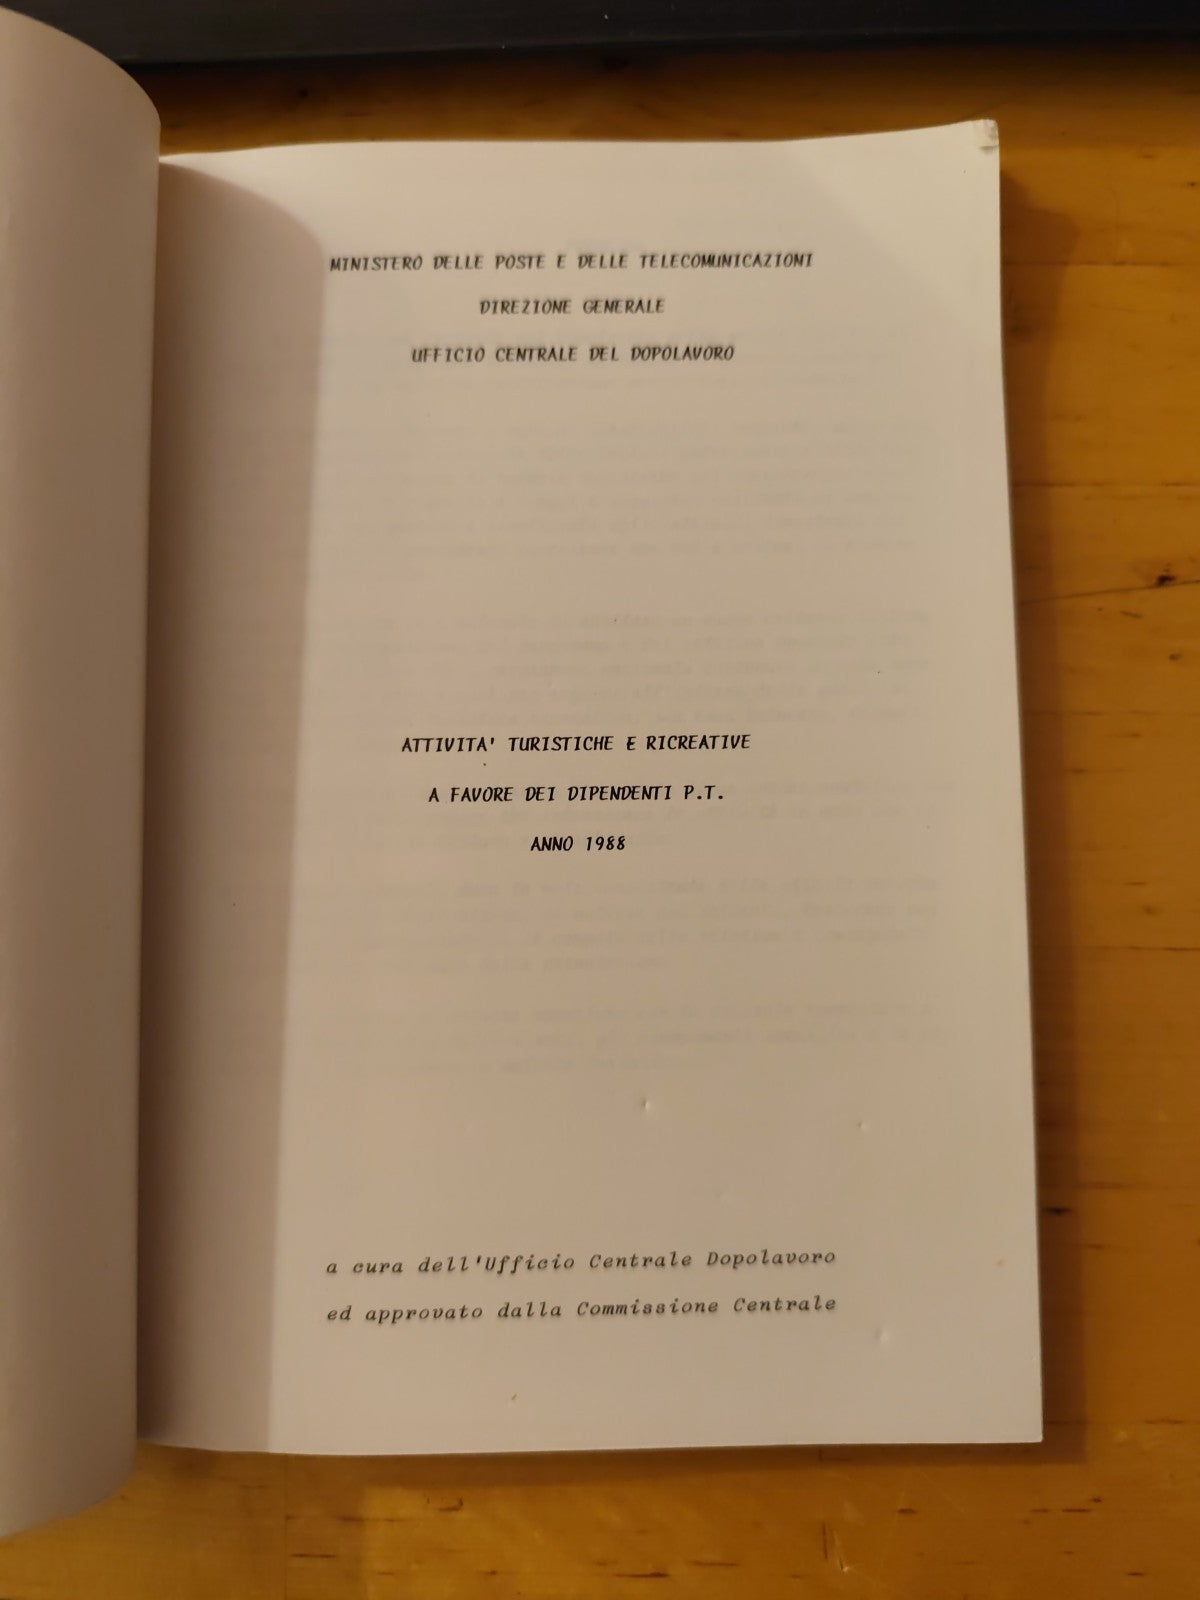 MINISTERO DELLE POSTE E DELLE TELECOMUNICAZIONI
DIREZIONE GENERALE
UFFICIO CENTRALE DEL DOPOLAVORO
ATTIVITA' TURISTICHE E RICREATIVE
A FAVORE DEI DIPENDENTI P.T.
ANNO 1988
a cura dell'Ufficio Centrale Dopolavoro
ed approvato dalla Commissione Centrale